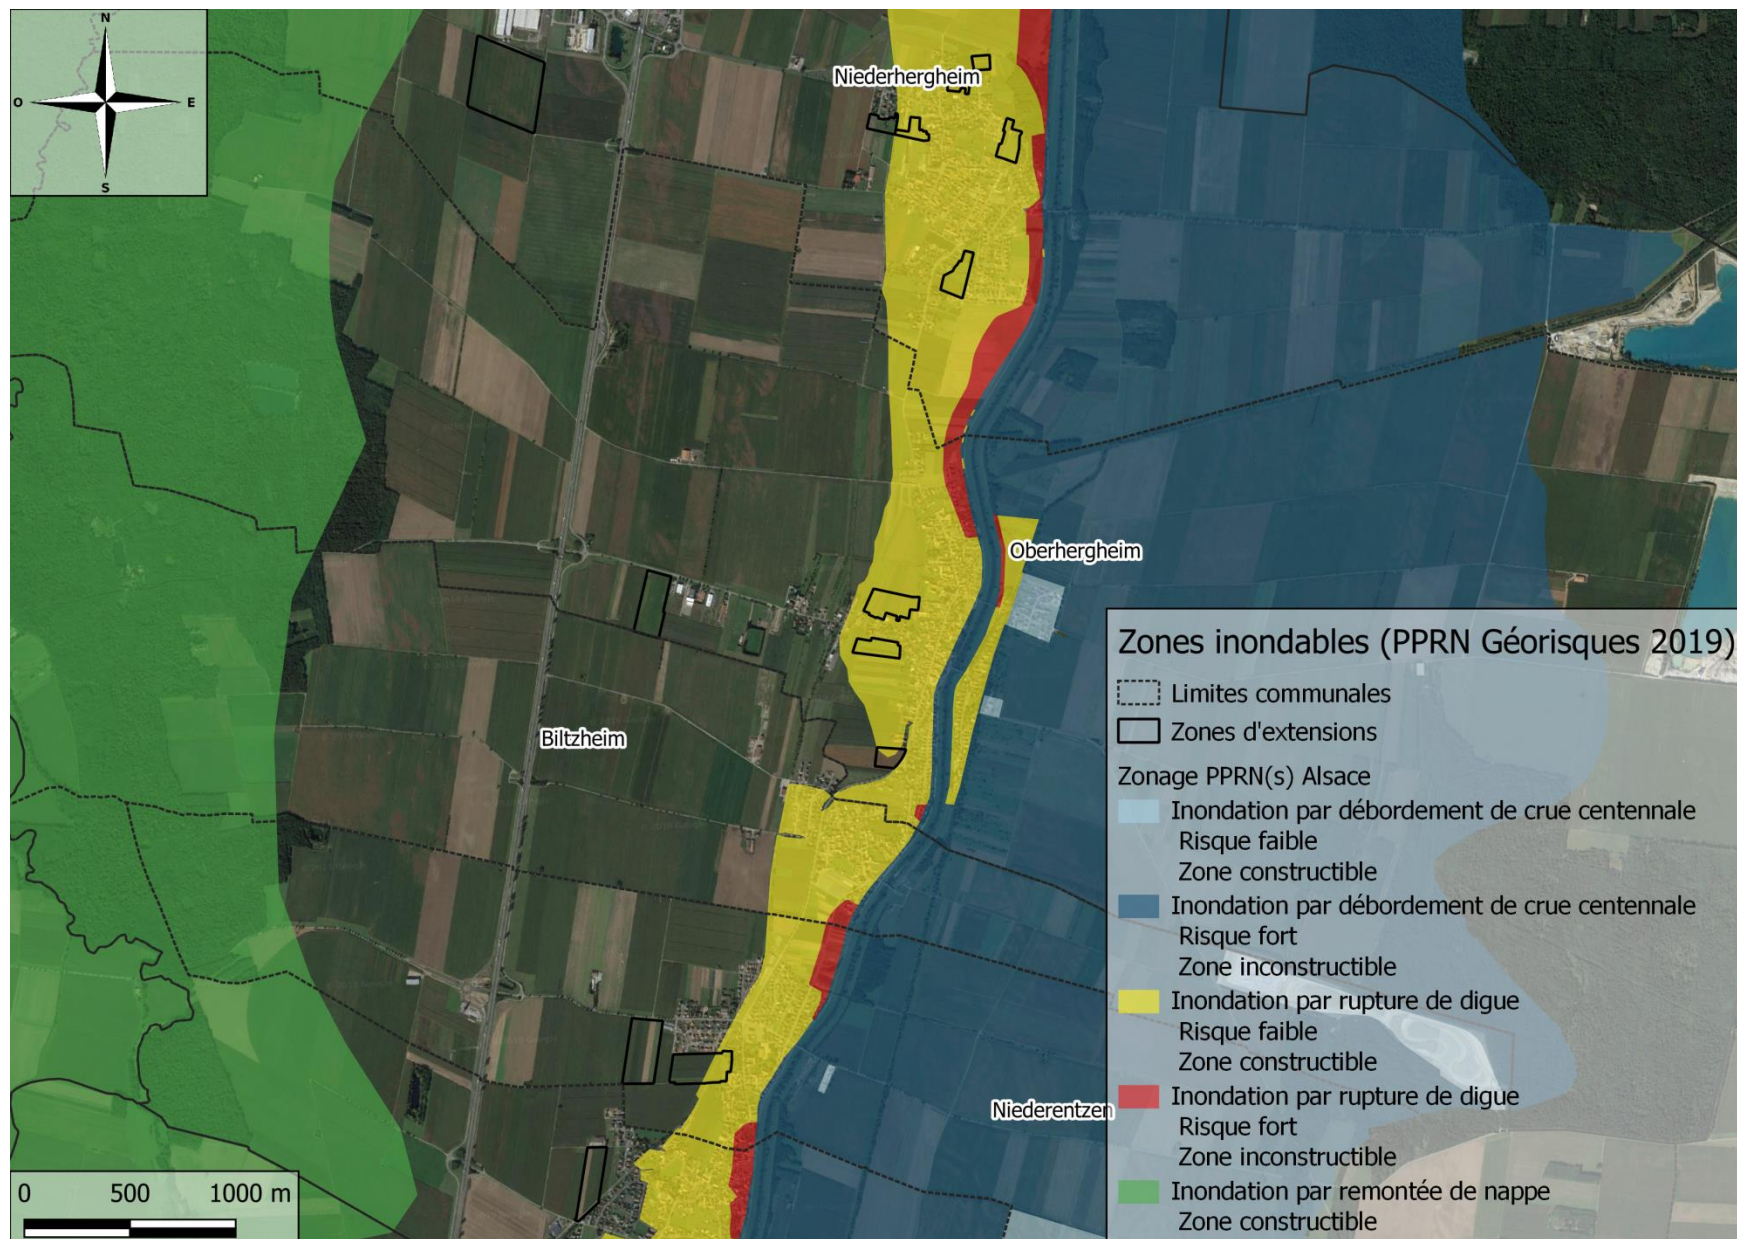 N
O
E
S
Niederhergheim
Oberhergheim
Biltzheim
Niederentzen
Zones inondables (PPRN Géorisques 2019)
Limites communales
Zones d'extensions
Zonage PPRN(s) Alsace
Inondation par débordement de crue centennale
Risque faible
Zone constructible
Inondation par débordement de crue centennale
Risque fort
Zone inconstructible
Inondation par rupture de digue
Risque faible
Zone constructible
Inondation par rupture de digue
Risque fort
Zone inconstructible
Inondation par remontée de nappe
Zone constructible
0 500 1000 m